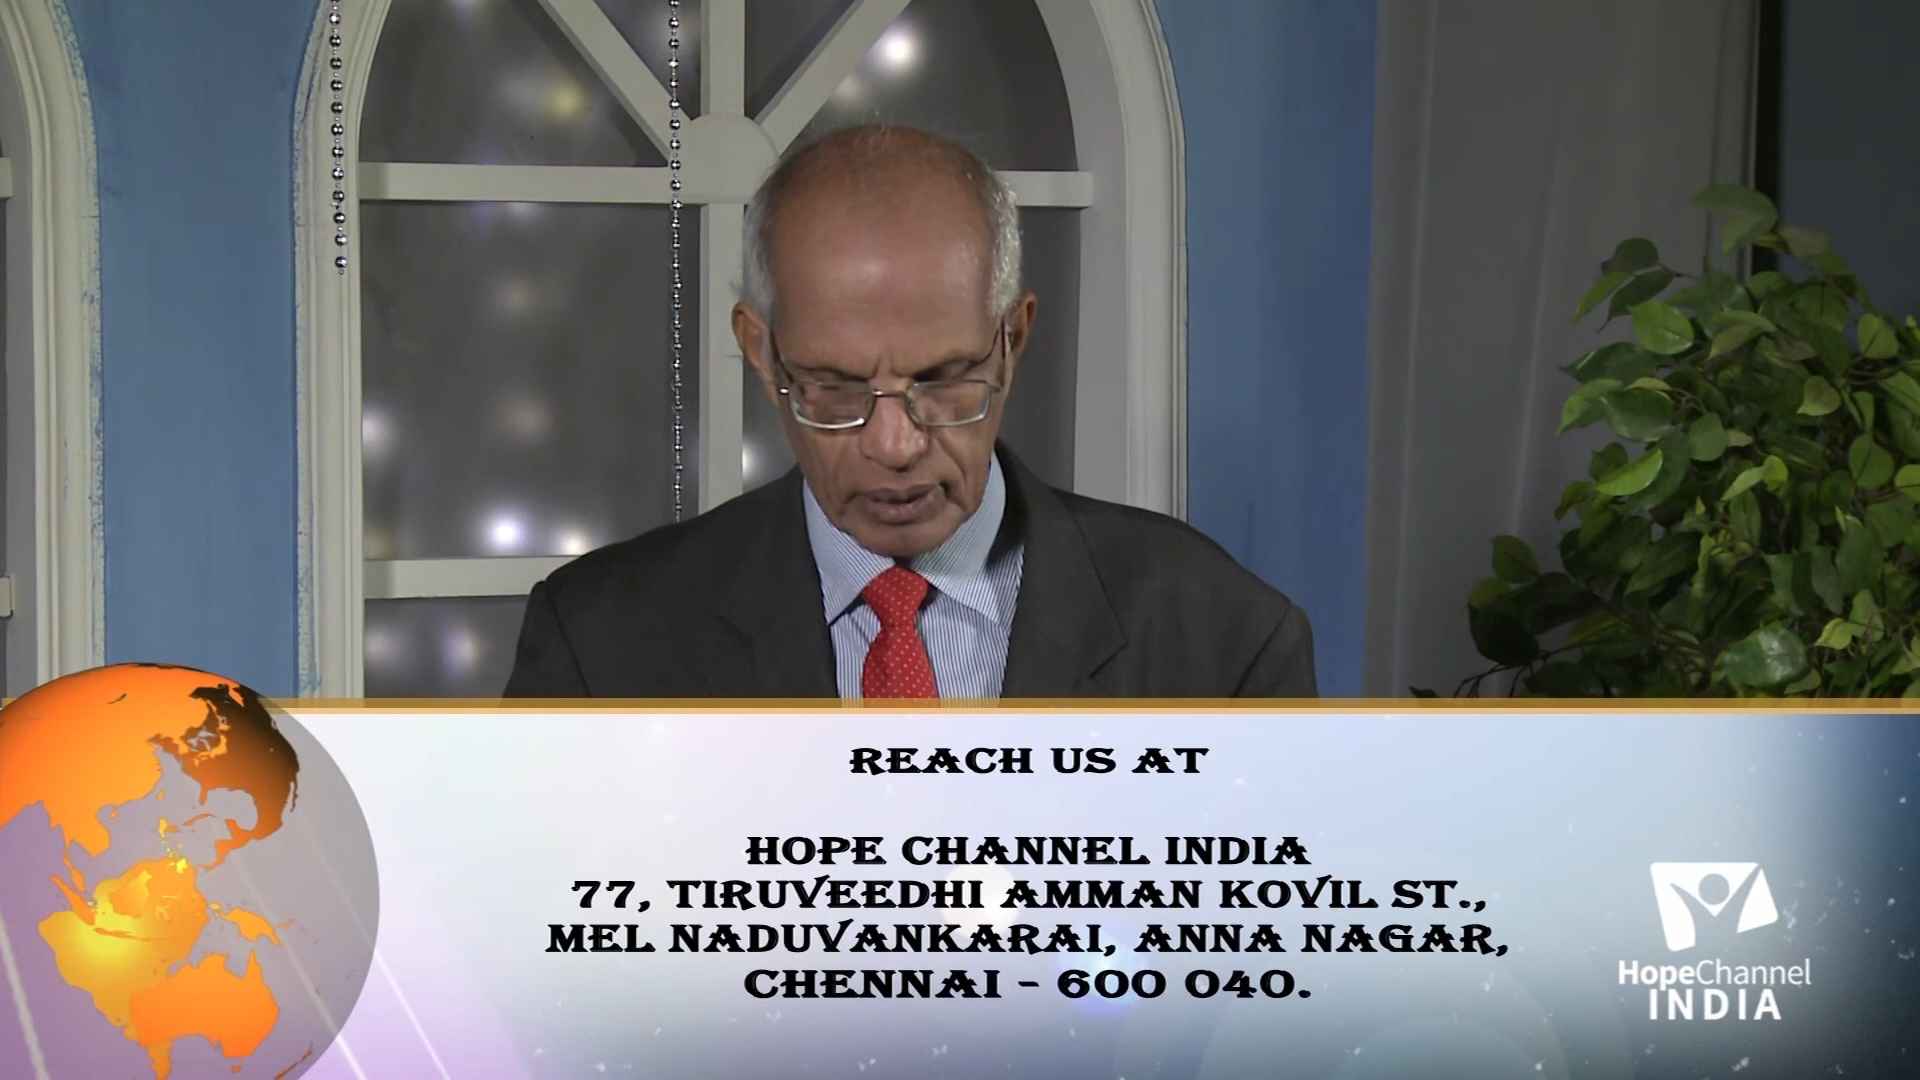 REACH US AT
HOPE CHANNEL INDIA
77, TIRUVEEDHI AMMAN KOVIL ST.,
MEL NADUVANKARAI, ANNA NAGAR,
CHENNAI - 600 040.
HopeChannel
INDIA